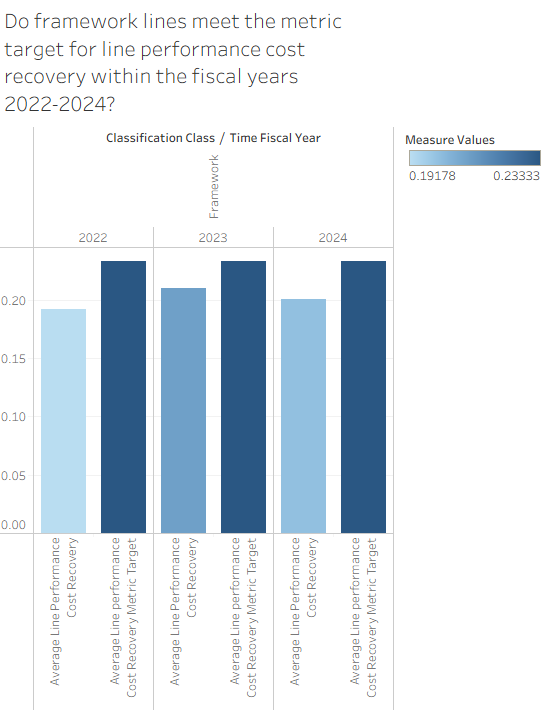 Do framework lines meet the metric
target for line performance cost
recovery within the fiscal years
2022-2024?
Classification Class / Time Fiscal Year
Framework
2022
2023
2024
0.20
0.15
0.10
0.05
0.00
Average Line Performance
Cost Recovery
Average Line performance
Cost Recovery Metric Target
Average Line Performance
Cost Recovery
Average Line performance
Cost Recovery Metric Target
Average Line Performance
Cost Recovery
Average Line performance
Cost Recovery Metric Target
Measure Values
0.19178
0.23333